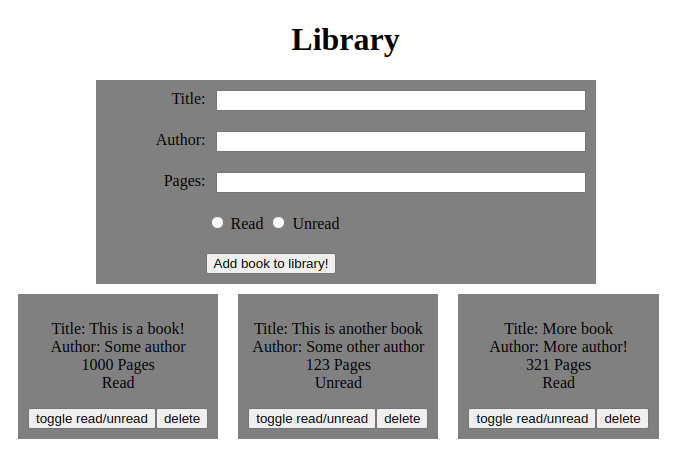 Library
Title:
Author:
Pages:
Read Unread
Add book to library!
Title: This is a book!
Author: Some author
1000 Pages
Read
toggle read/unread delete
Title: This is another book
Author: Some other author
123 Pages
Unread
toggle read/unread delete
Title: More book
Author: More author!
321 Pages
Read
toggle read/unread delete